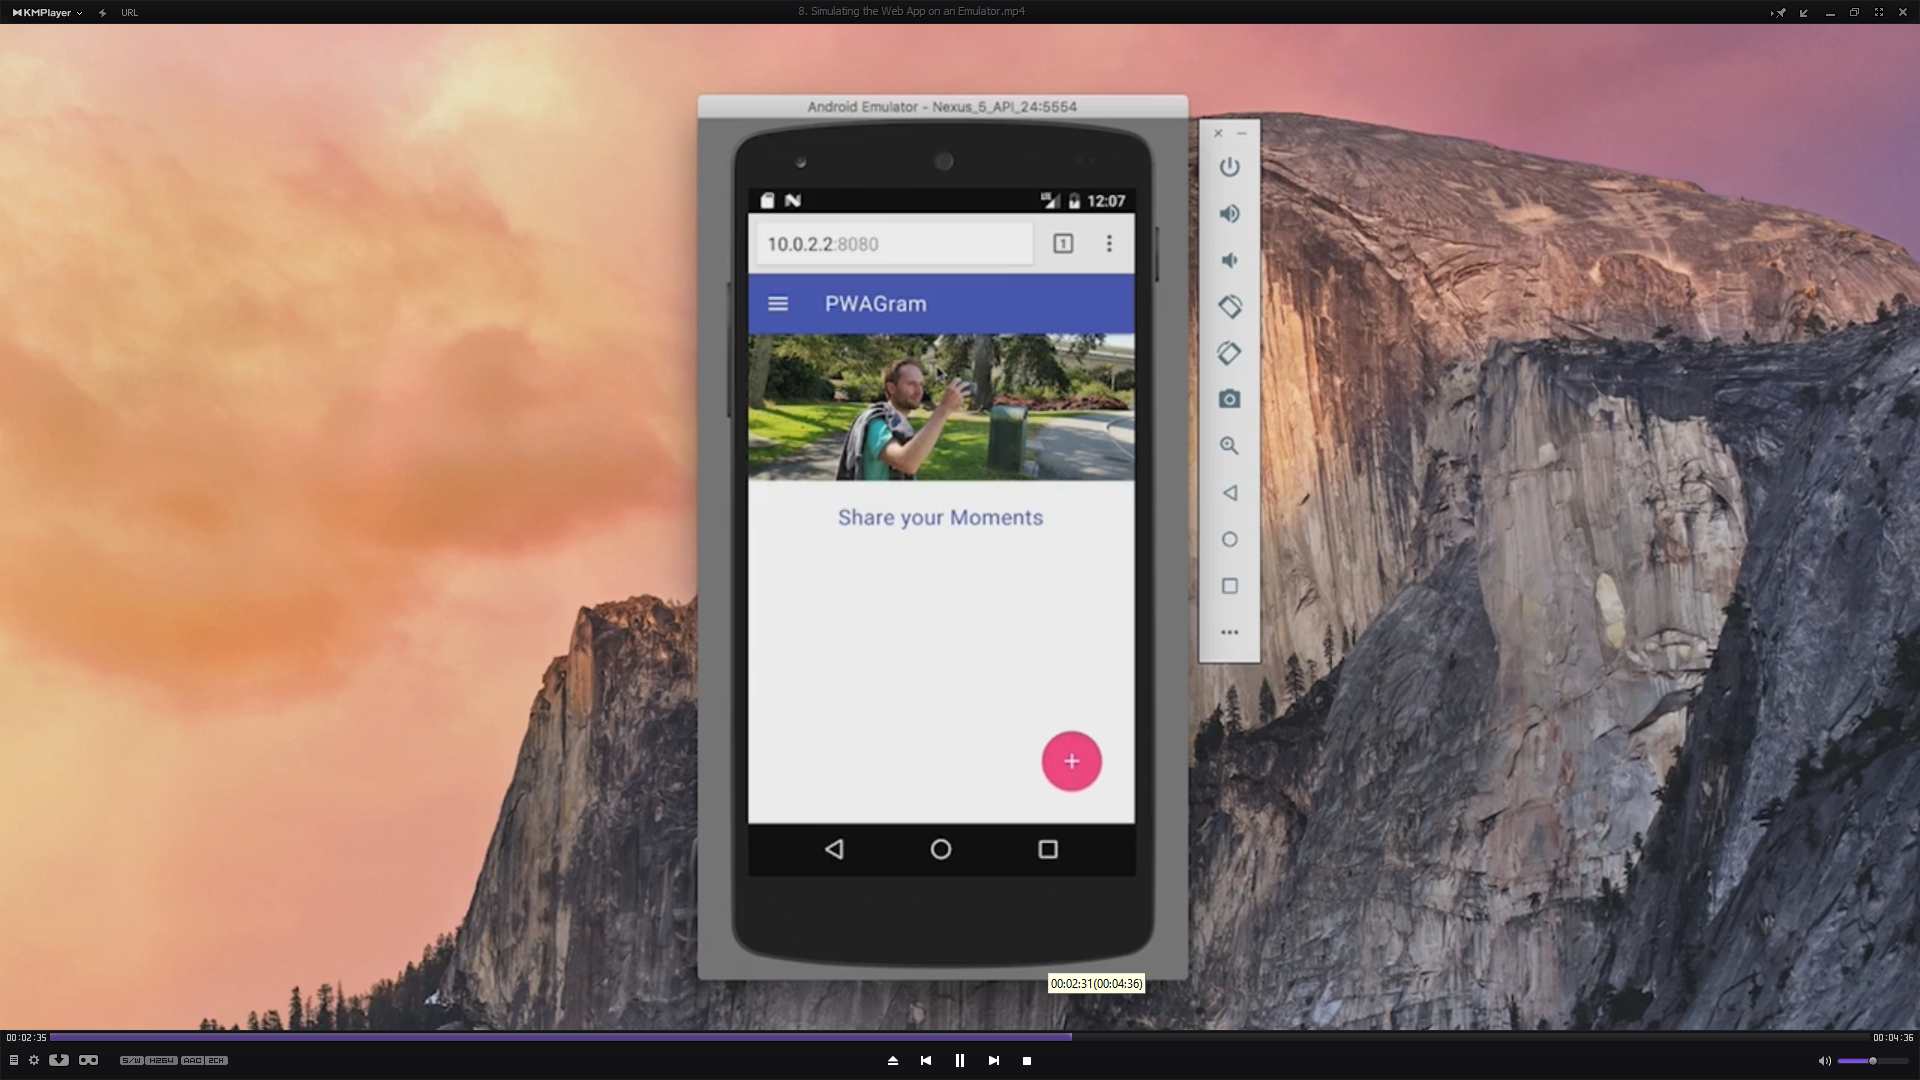 KMPlayer
URL
8. Simulating the Web App on an Emulator.mp4
Android Emulator - Nexus_5_API_24:5554
LTE
12:07
10.0.2.2:8080
1
PWAGram
Share your Moments
+
00:02:31(00:04:36)
00:02:35
00:04:36
S/W H264 AAC 2CH